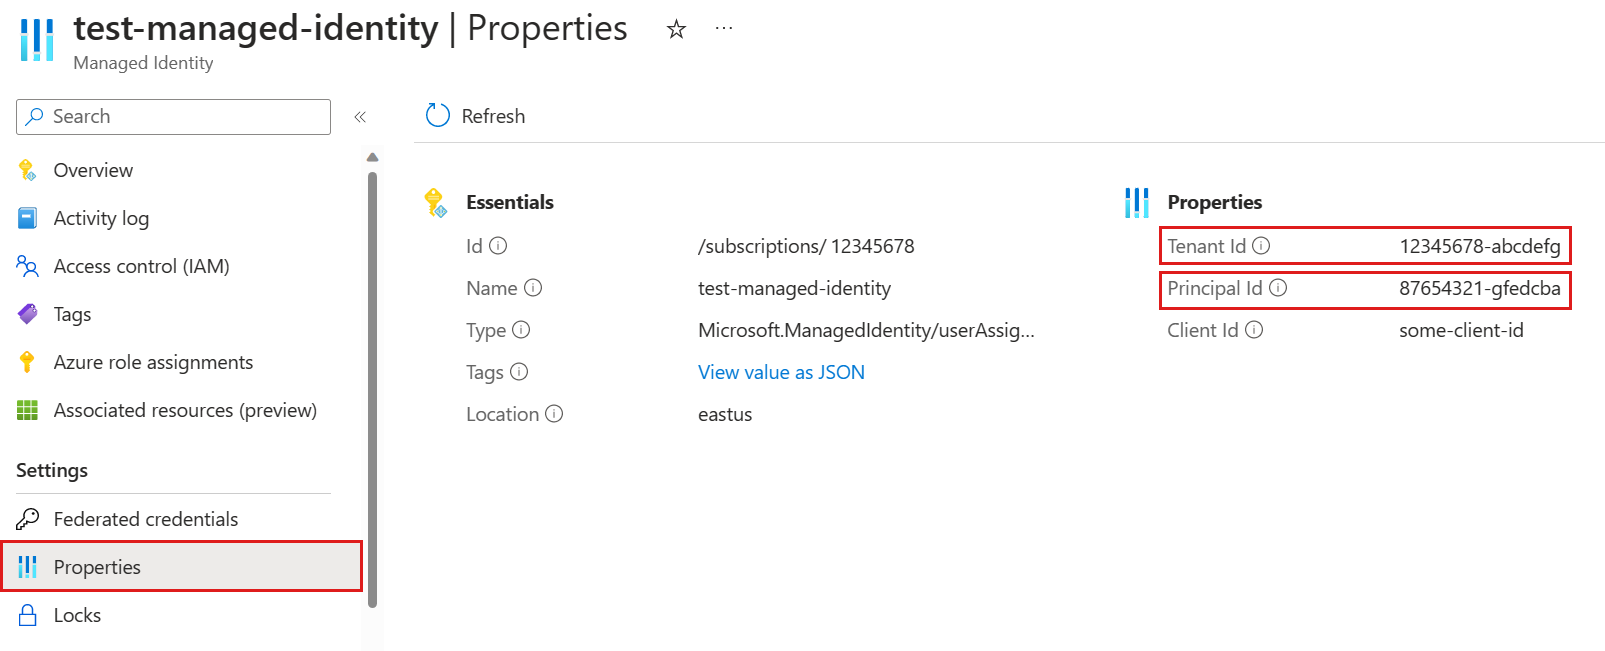 test-managed-identity | Properties
Managed Identity
Search
Overview
Activity log
Access control (IAM)
Tags
Azure role assignments
Associated resources (preview)
Settings
Federated credentials
Properties
Locks
Refresh
Essentials
Id /subscriptions/ 12345678
Name test-managed-identity
Type Microsoft.ManagedIdentity/userAssig...
Tags View value as JSON
Location eastus
Properties
Tenant Id 12345678-abcdefg
Principal Id 87654321-gfedcba
Client Id some-client-id